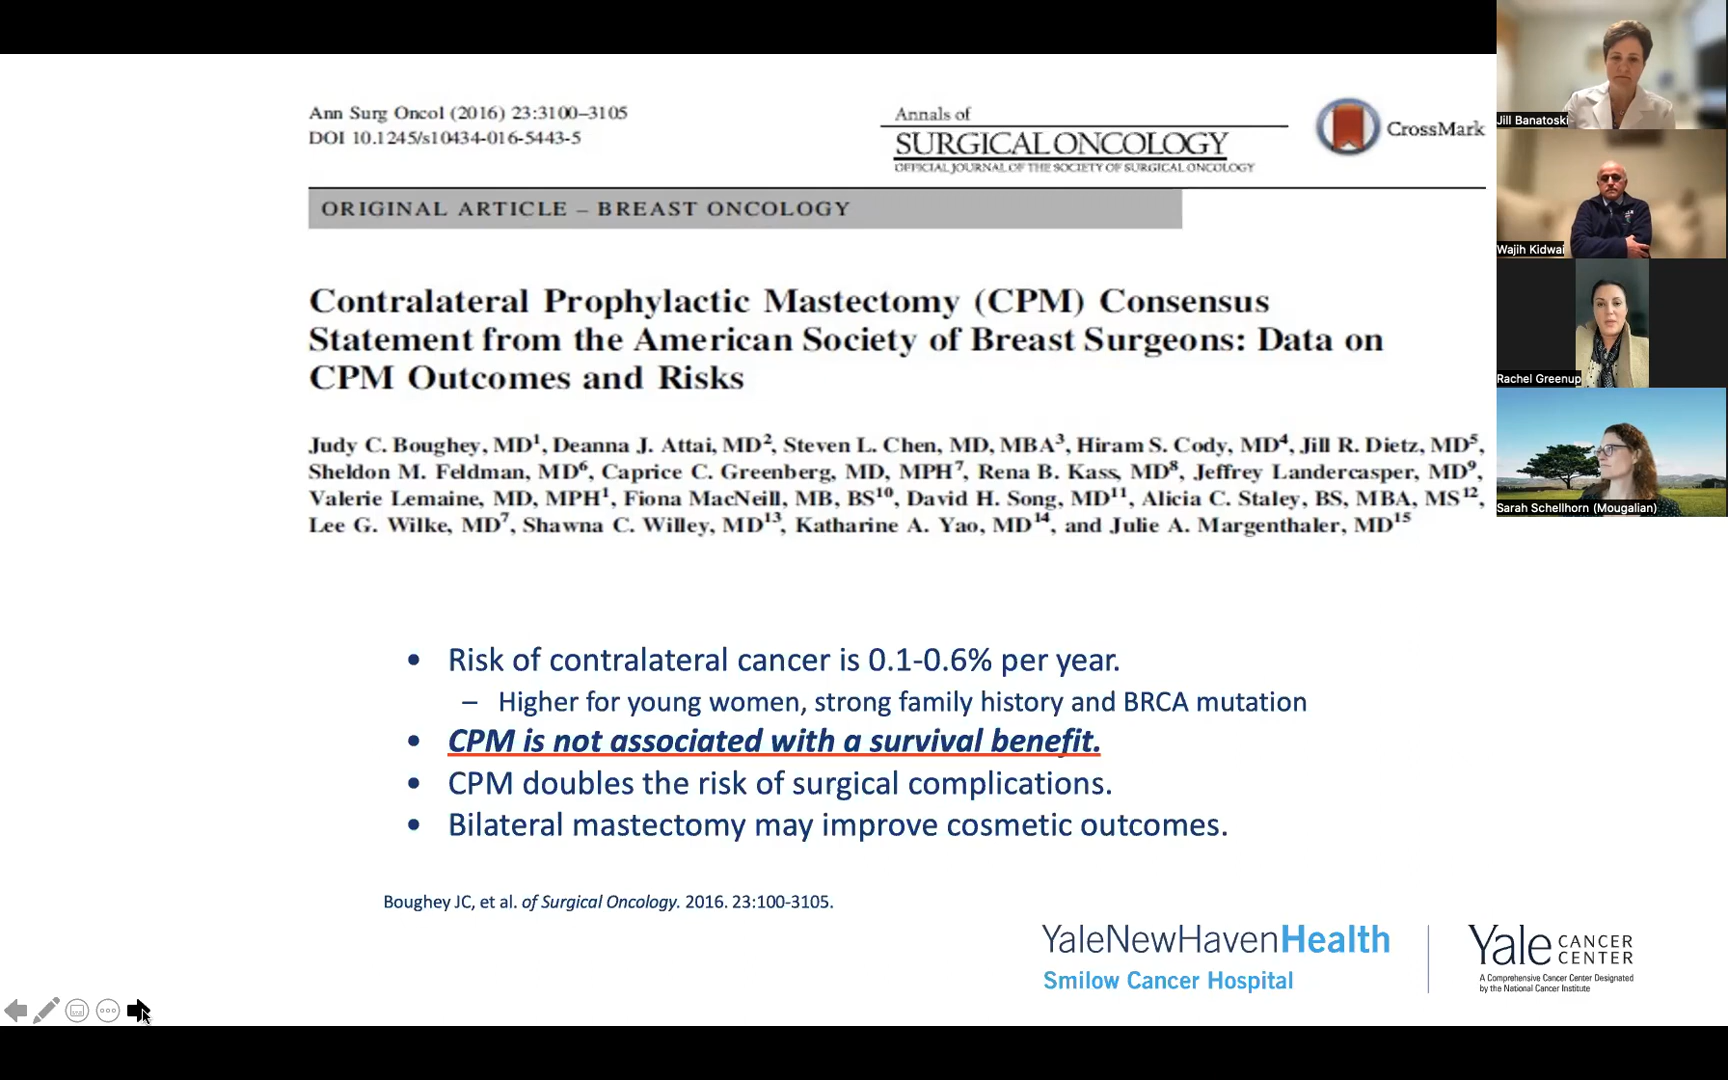 Ann Surg Oncol (2016) 23:3100–3105
DOI 10.1245/s10434-016-5443-5
Annals of
SURGICAL ONCOLOGY
OFFICIAL JOURNAL OF THE SOCIETY OF SURGICAL ONCOLOGY
CrossMark
ORIGINAL ARTICLE – BREAST ONCOLOGY
Contralateral Prophylactic Mastectomy (CPM) Consensus
Statement from the American Society of Breast Surgeons: Data on
CPM Outcomes and Risks
Judy C. Boughey, MD1, Deanna J. Attai, MD2, Steven L. Chen, MD, MBA3, Hiram S. Cody, MD4, Jill R. Dietz, MD5,
Sheldon M. Feldman, MD6, Caprice C. Greenberg, MD, MPH7, Rena B. Kass, MD8, Jeffrey Landercasper, MD9,
Valerie Lemaine, MD, MPH1, Fiona MacNeill, MB, BS10, David H. Song, MD11, Alicia C. Staley, BS, MBA, MS12,
Lee G. Wilke, MD7, Shawna C. Willey, MD13, Katharine A. Yao, MD14, and Julie A. Margenthaler, MD15
• Risk of contralateral cancer is 0.1-0.6% per year.
– Higher for young women, strong family history and BRCA mutation
• CPM is not associated with a survival benefit.
• CPM doubles the risk of surgical complications.
• Bilateral mastectomy may improve cosmetic outcomes.
Boughey JC, et al. of Surgical Oncology. 2016. 23:100-3105.
YaleNewHavenHealth
Smilow Cancer Hospital
Yale CANCER CENTER
A Comprehensive Cancer Center Designated
by the National Cancer Institute
Jill Banatoski
Wajih Kidwai
Rachel Greenup
Sarah Schellhorn (Mougalian)